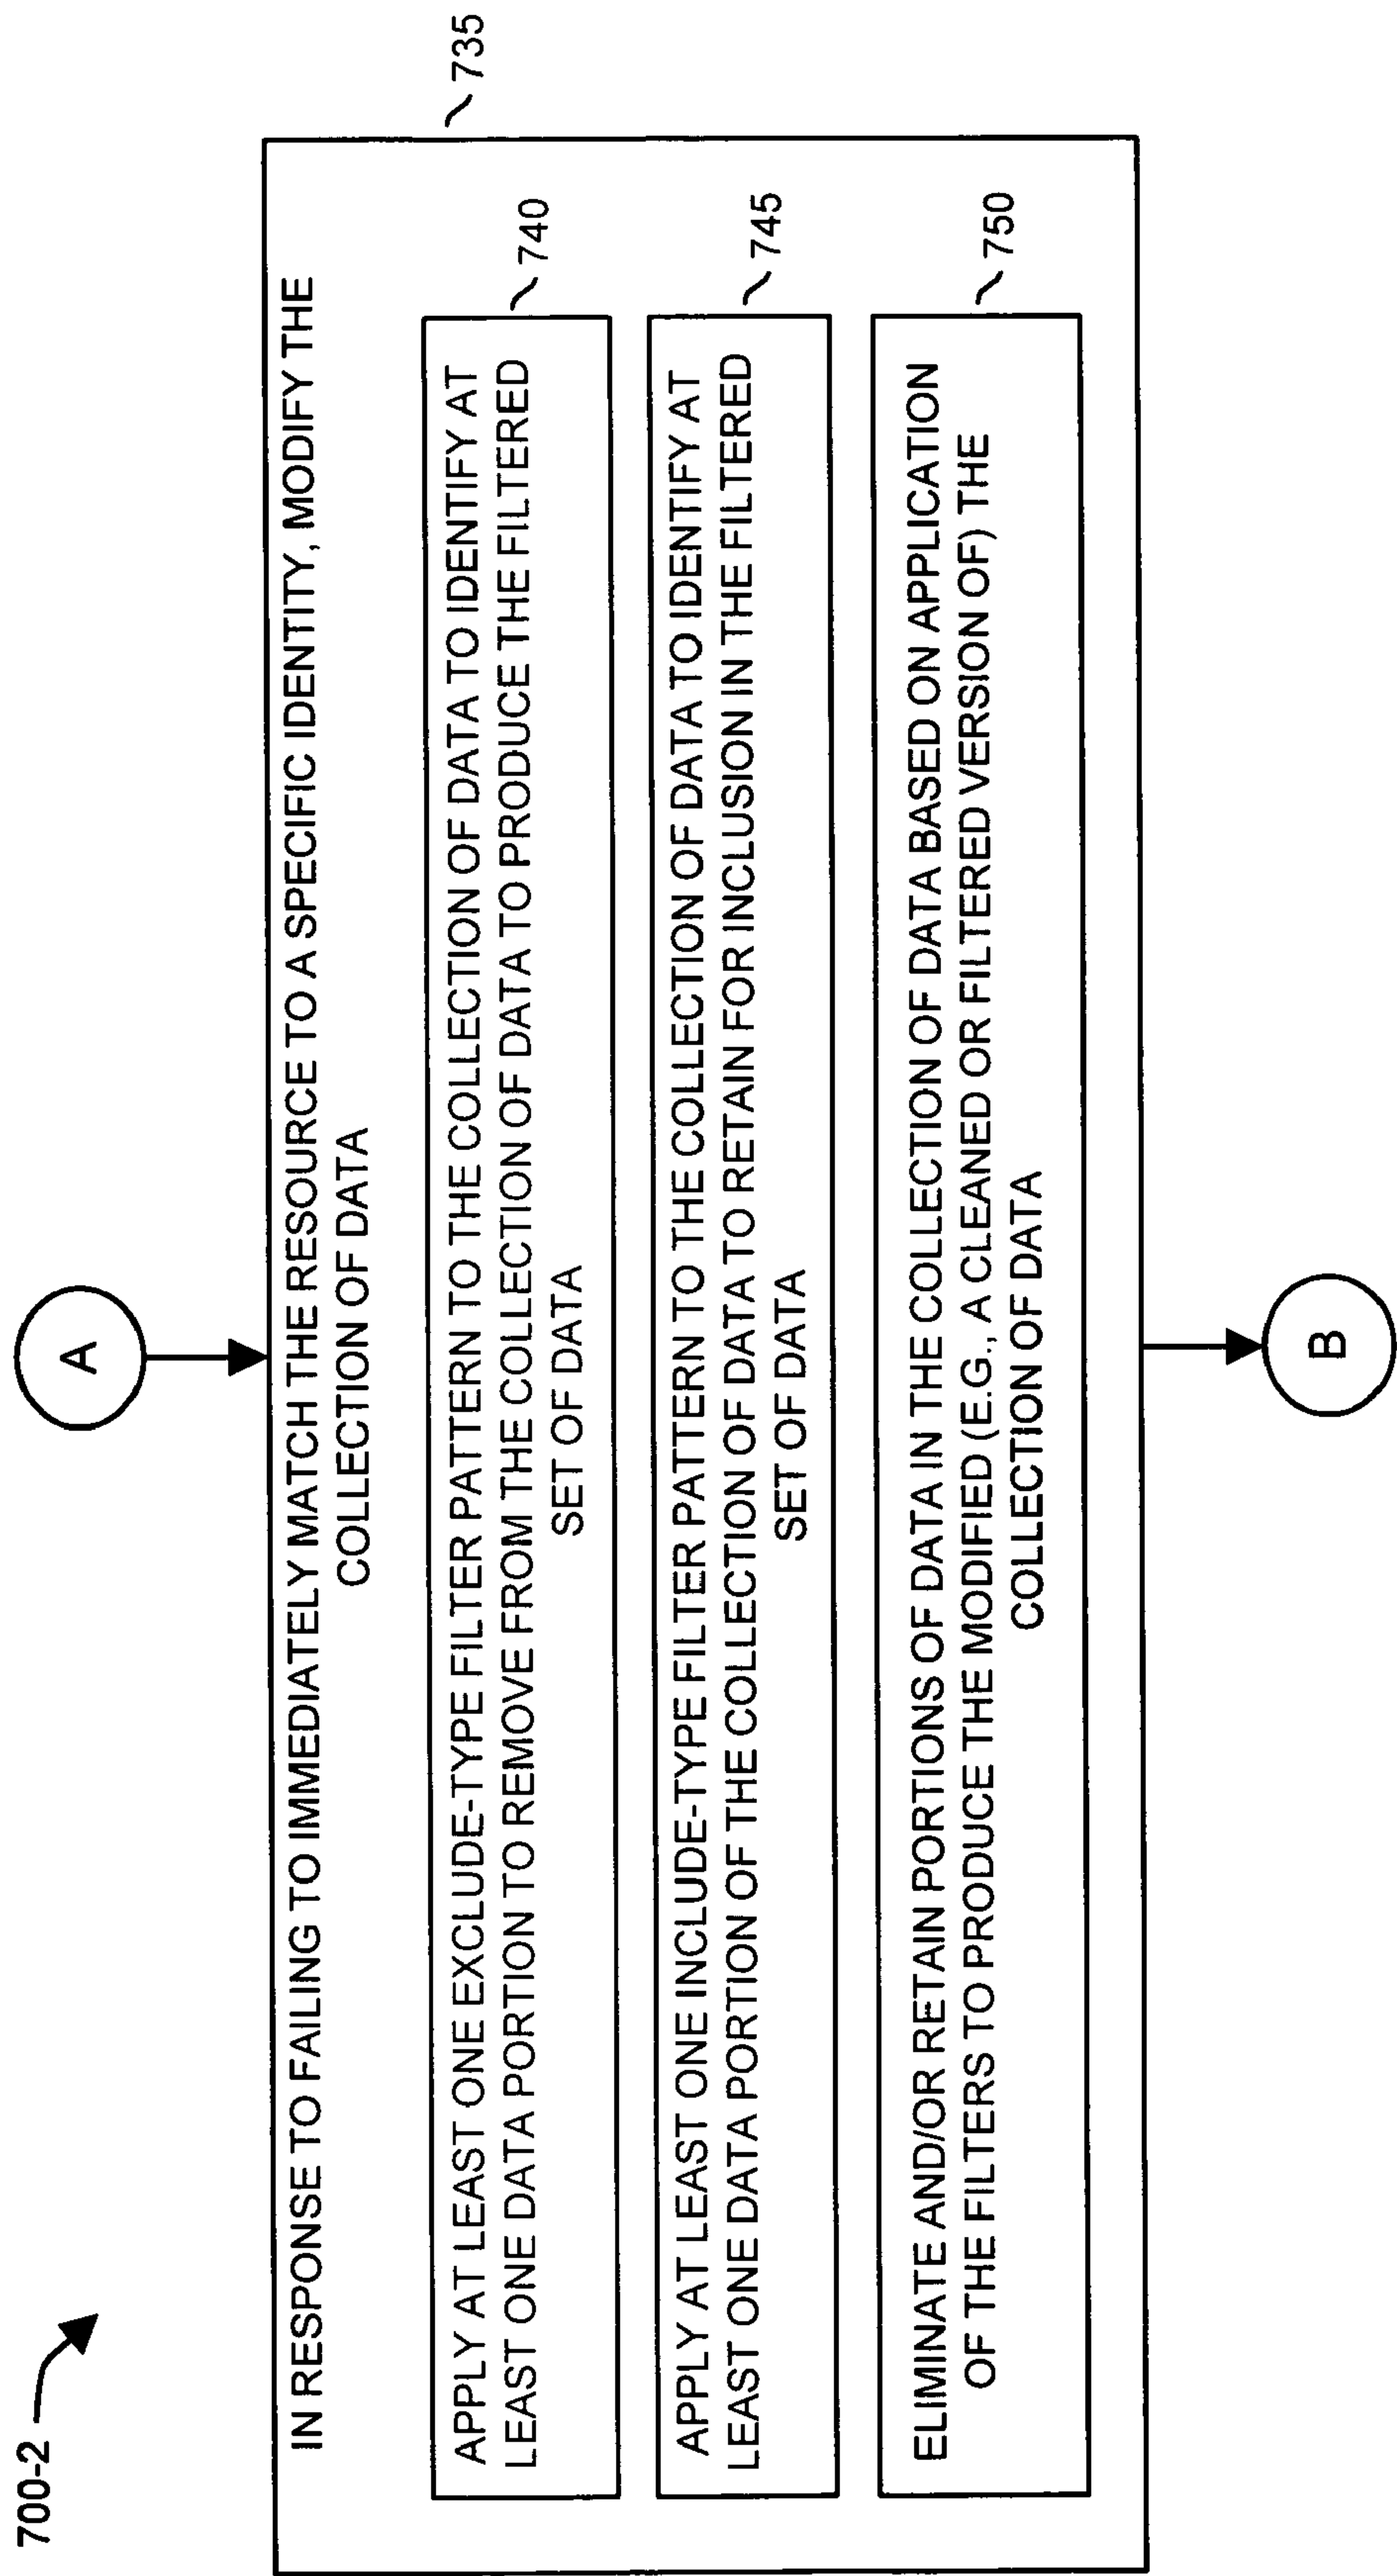 700-2
A
735
IN RESPONSE TO FAILING TO IMMEDIATELY MATCH THE RESOURCE TO A SPECIFIC IDENTITY, MODIFY THE
COLLECTION OF DATA
740
APPLY AT LEAST ONE EXCLUDE-TYPE FILTER PATTERN TO THE COLLECTION OF DATA TO IDENTIFY AT
LEAST ONE DATA PORTION TO REMOVE FROM THE COLLECTION OF DATA TO PRODUCE THE FILTERED
SET OF DATA
745
APPLY AT LEAST ONE INCLUDE-TYPE FILTER PATTERN TO THE COLLECTION OF DATA TO IDENTIFY AT
LEAST ONE DATA PORTION OF THE COLLECTION OF DATA TO RETAIN FOR INCLUSION IN THE FILTERED
SET OF DATA
750
ELIMINATE AND/OR RETAIN PORTIONS OF DATA IN THE COLLECTION OF DATA BASED ON APPLICATION
OF THE FILTERS TO PRODUCE THE MODIFIED (E.G., A CLEANED OR FILTERED VERSION OF) THE
COLLECTION OF DATA
B